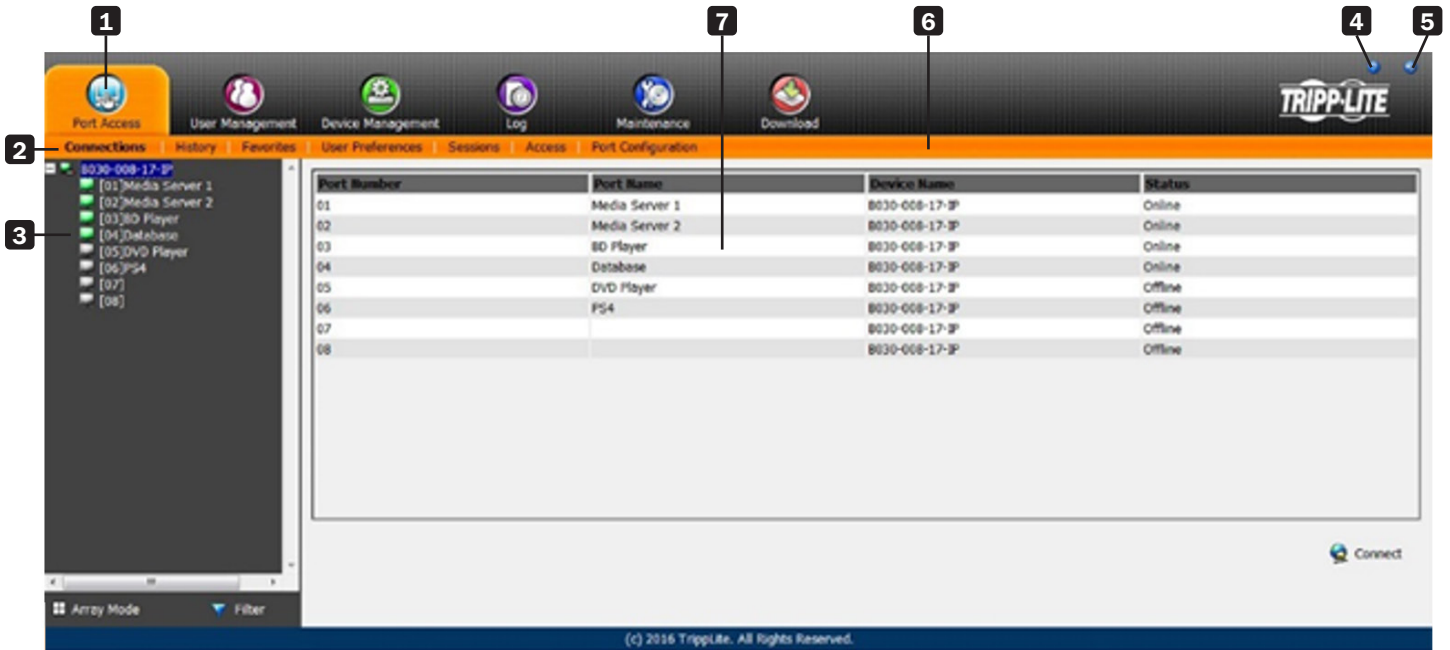 1 7 6 4 5
TRIPP·LITE
Port Access User Management Device Management Log Maintenance Download
2
Connections | History | Favorites | User Preferences | Sessions | Access | Port Configuration
3
B030-008-17-IP
[01]Media Server 1
[02]Media Server 2
[03]BD Player
[04]Database
[05]DVD Player
[06]PS4
[07]
[08]
Port Number Port Name Device Name Status
01 Media Server 1 B030-008-17-IP Online
02 Media Server 2 B030-008-17-IP Online
03 BD Player B030-008-17-IP Online
04 Database B030-008-17-IP Online
05 DVD Player B030-008-17-IP Offline
06 PS4 B030-008-17-IP Offline
07 B030-008-17-IP Offline
08 B030-008-17-IP Offline
Connect
Array Mode Filter
(c) 2016 TrippLite. All Rights Reserved.